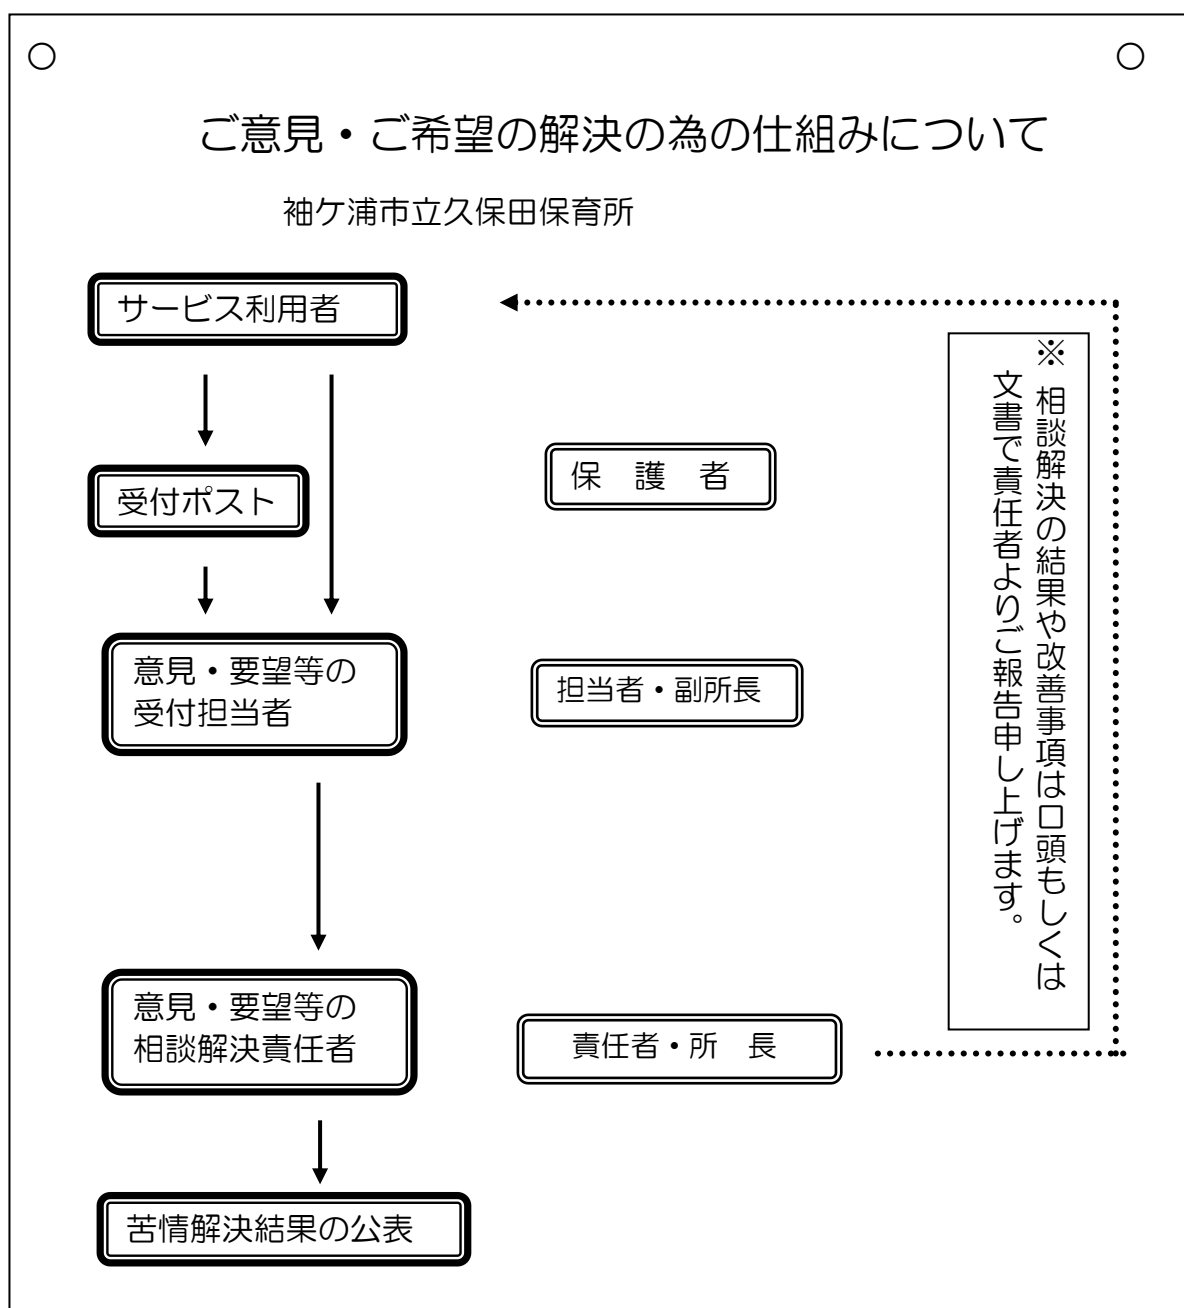 ご意見・ご希望の解決の為の仕組みについて
袖ケ浦市立久保田保育所
サービス利用者
受付ポスト
保　護　者
意見・要望等の
受付担当者
担当者・副所長
意見・要望等の
相談解決責任者
責任者・所　長
苦情解決結果の公表
※ 相談解決の結果や改善事項は口頭もしくは
文書で責任者よりご報告申し上げます。